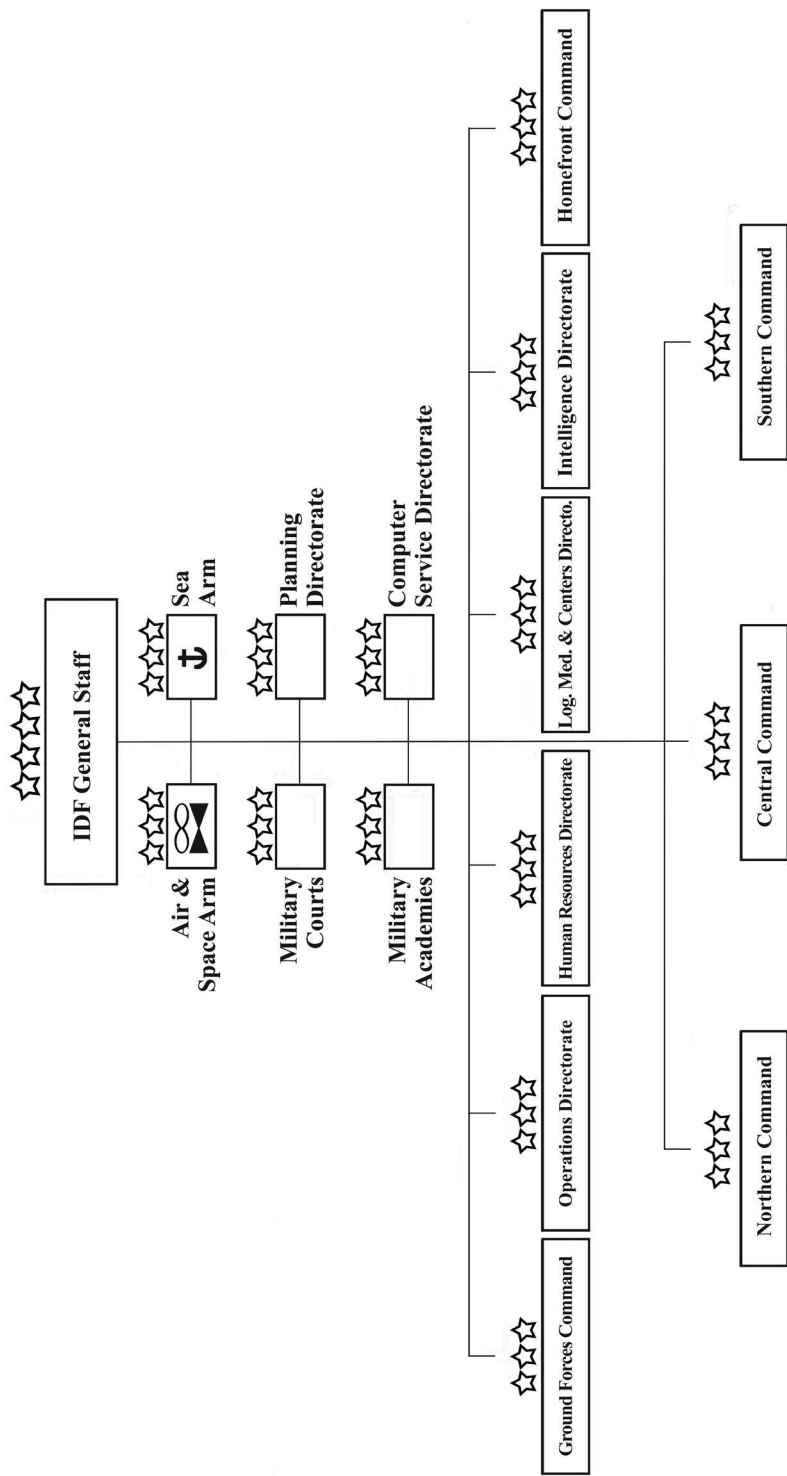 IDF General Staff
Air &
Space Arm
Sea
Arm
Military
Courts
Planning
Directorate
Military
Academies
Computer
Service Directorate
Ground Forces Command
Operations Directorate
Human Resources Directorate
Log. Med. & Centers Directo.
Intelligence Directorate
Homefront Command
Northern Command
Central Command
Southern Command